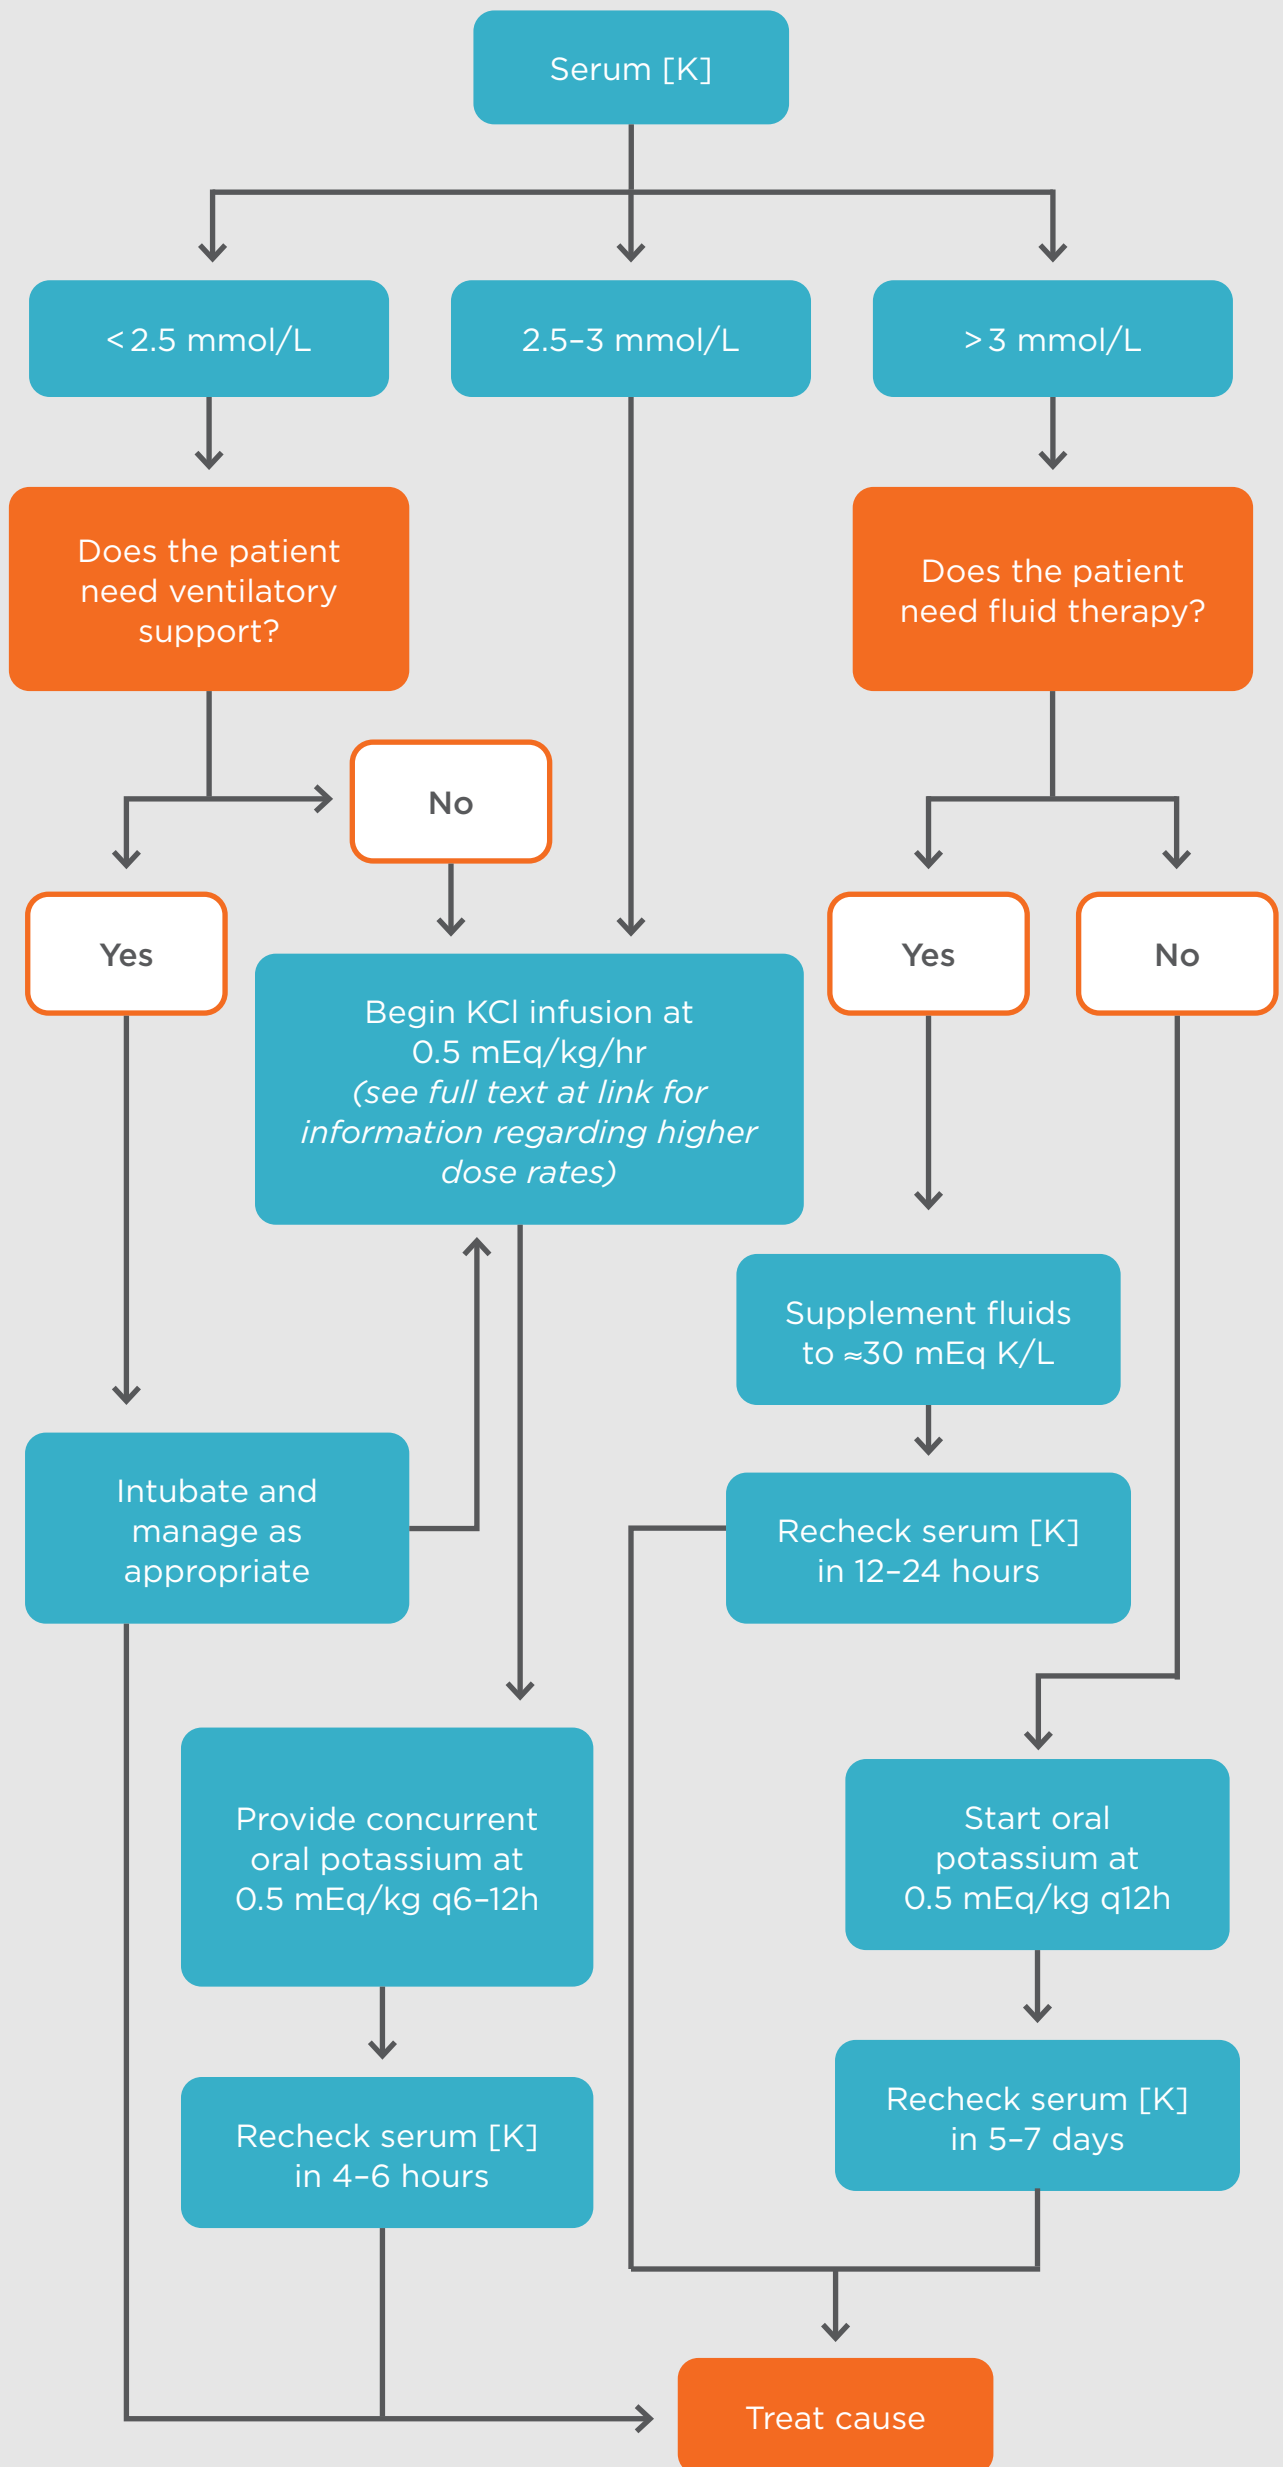 Serum [K]
< 2.5 mmol/L
2.5–3 mmol/L
> 3 mmol/L
Does the patient
need ventilatory
support?
Does the patient
need fluid therapy?
No
Yes
Yes
No
Begin KCl infusion at
0.5 mEq/kg/hr
(see full text at link for
information regarding higher
dose rates)
Supplement fluids
to ≈30 mEq K/L
Intubate and
manage as
appropriate
Recheck serum [K]
in 12–24 hours
Provide concurrent
oral potassium at
0.5 mEq/kg q6–12h
Start oral
potassium at
0.5 mEq/kg q12h
Recheck serum [K]
in 4–6 hours
Recheck serum [K]
in 5–7 days
Treat cause